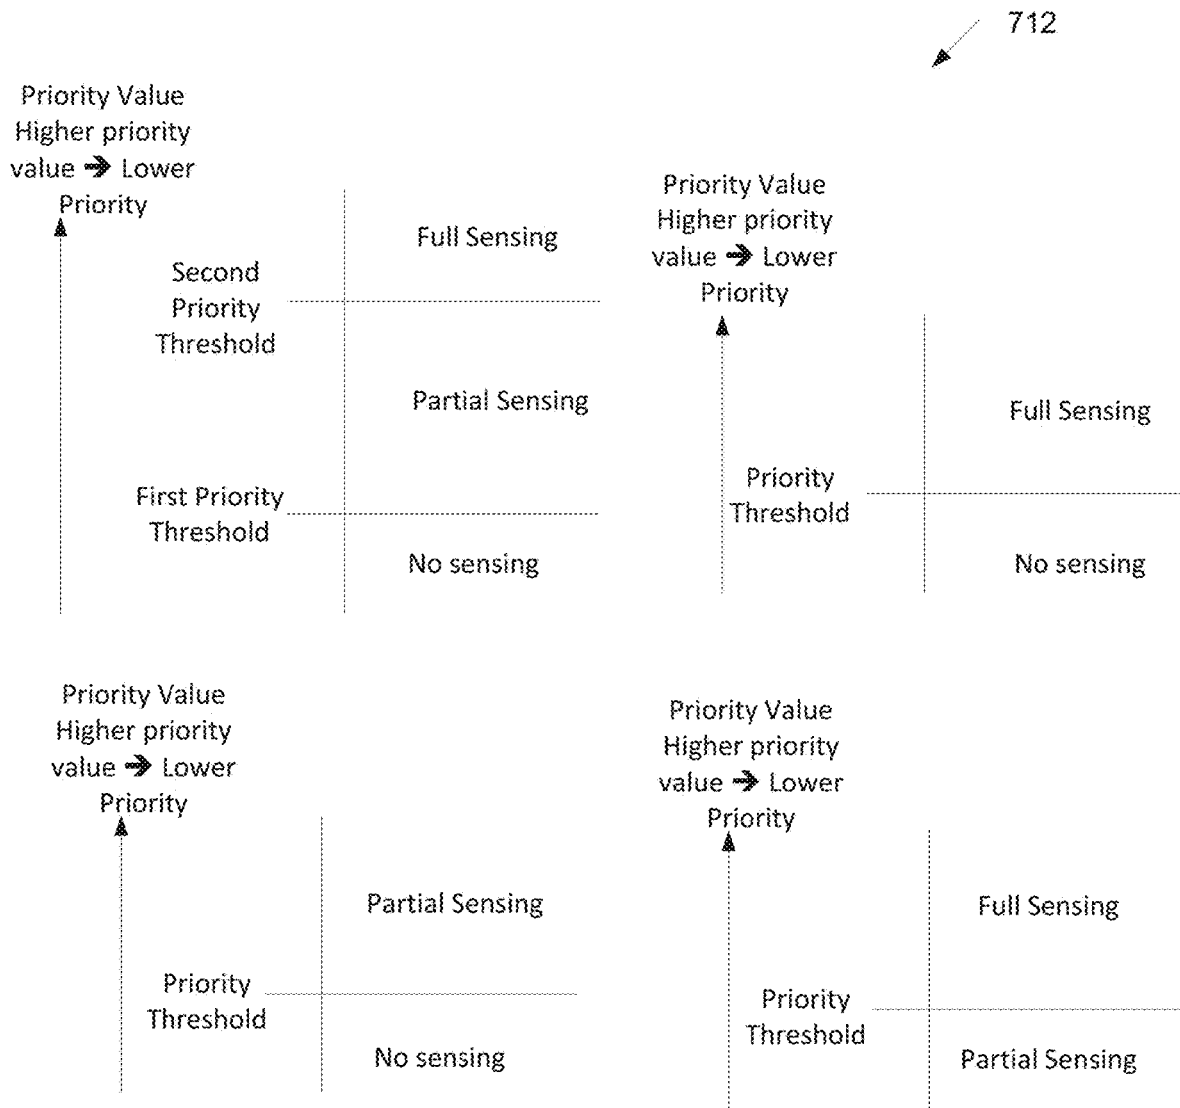 712
Priority Value
Higher priority
value ➔ Lower
Priority
Full Sensing
Second
Priority
Threshold
Partial Sensing
First Priority
Threshold
No sensing
Priority Value
Higher priority
value ➔ Lower
Priority
Full Sensing
Priority
Threshold
No sensing
Priority Value
Higher priority
value ➔ Lower
Priority
Partial Sensing
Priority
Threshold
No sensing
Priority Value
Higher priority
value ➔ Lower
Priority
Full Sensing
Priority
Threshold
Partial Sensing